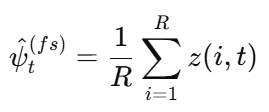 $\hat{\psi}_t^{(fs)} = \frac{1}{R} \sum_{i=1}^{R} z(i,t)$